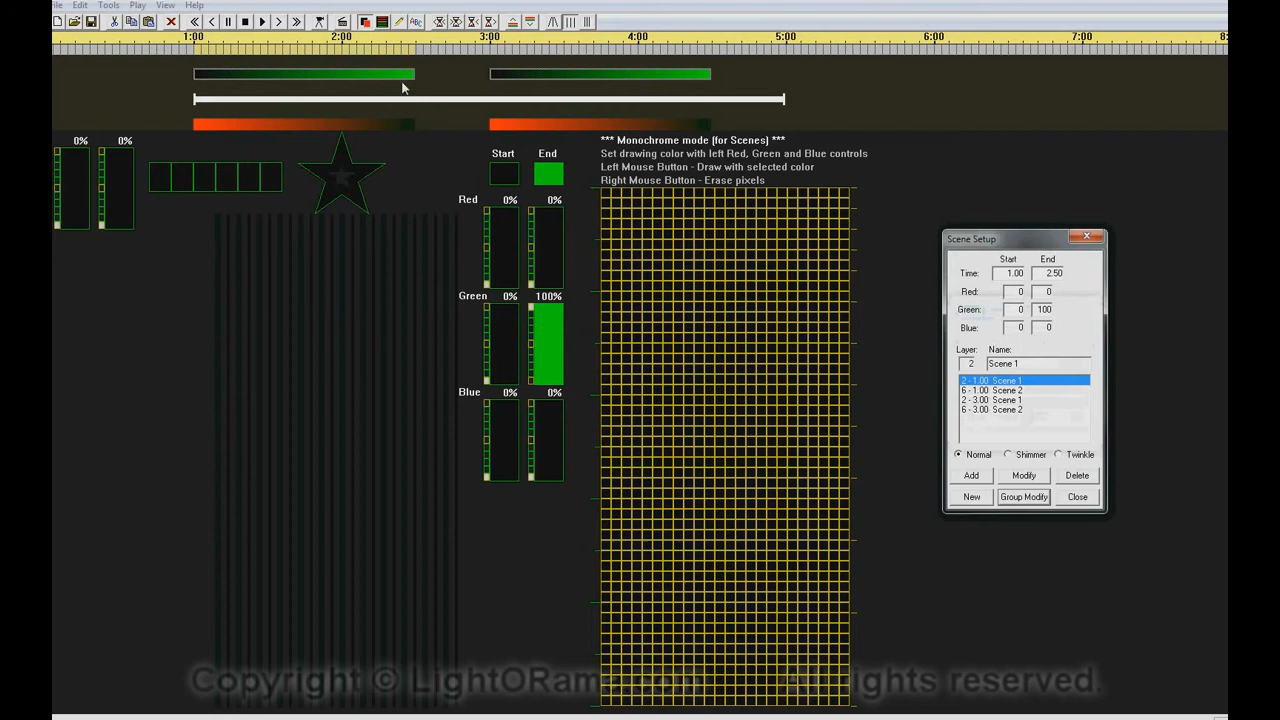 File Edit Tools Play View
1:00 2:00 3:00 4:00 5:00 6:00 7:00
0% 0%
Start End
*** Monochrome mode (for Scenes) ***
Set drawing color with left Red, Green and Blue controls
Left Mouse Button - Draw with selected color
Right Mouse Button - Erase pixels
Red 0% 0%
Green 0% 100%
Blue 0% 0%
Scene Setup
Start End
Time: 1.00 2.50
Red: 0 0
Green: 0 100
Blue: 0 0
Layer: Name:
2 Scene 1
2 - 1.00 Scene 1
6 - 1.00 Scene 2
2 - 3.00 Scene 1
6 - 3.00 Scene 2
Normal Shimmer Twinkle
Add Modify Delete
New Group Modify Close
Copyright © LightORama.com All rights reserved.